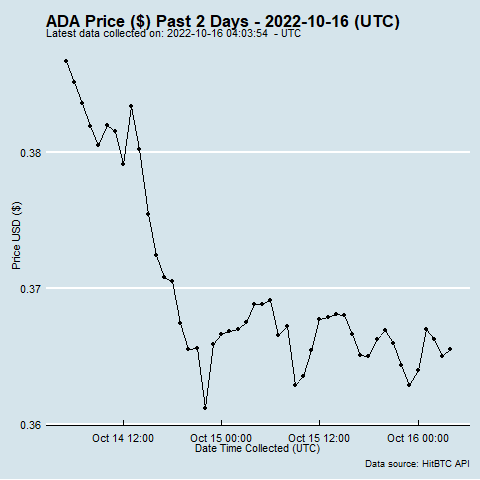 ADA Price ($) Past 2 Days - 2022-10-16 (UTC)
Latest data collected on: 2022-10-16 04:03:54 - UTC
0.38
0.37
0.36
Price USD ($)
Oct 14 12:00 Oct 15 00:00 Oct 15 12:00 Oct 16 00:00
Date Time Collected (UTC)
Data source: HitBTC API